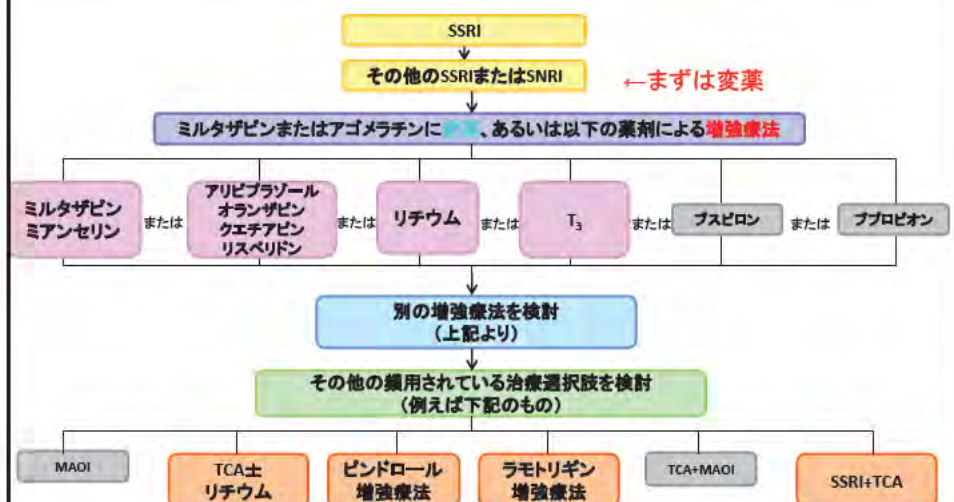 SSRI
その他のSSRIまたはSNRI
←まずは変薬
ミルタザピンまたはアゴメラチンに、あるいは以下の薬剤による増強療法
ミルタザピン
ミアンセリン
または
アリピプラゾール
オランザピン
クエチアピン
リスペリドン
または
リチウム
または
T₃
または
ブスピロン
または
ブプロピオン
別の増強療法を検討
(上記より)
その他の頻用されている治療選択肢を検討
(例えば下記のもの)
MAOI
TCA±
リチウム
ピンドロール
増強療法
ラモトリギン
増強療法
TCA+MAOI
SSRI+TCA